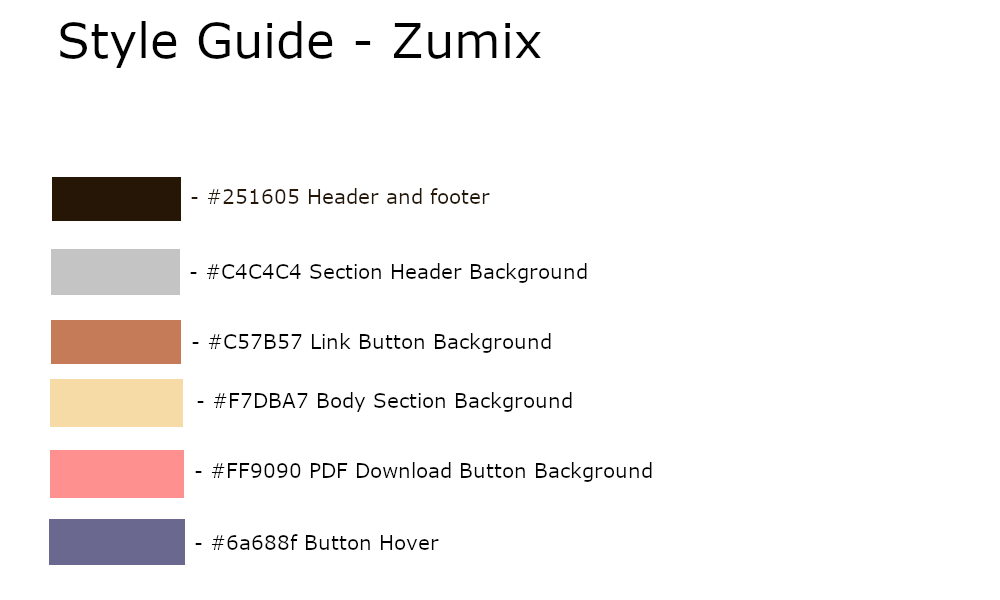 Style Guide - Zumix
- #251605 Header and footer
- #C4C4C4 Section Header Background
- #C57B57 Link Button Background
- #F7DBA7 Body Section Background
- #FF9090 PDF Download Button Background
- #6a688f Button Hover